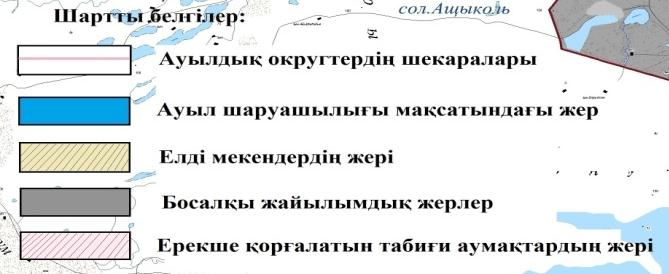 Шартты белгілер:
сол.Ащыколь
Ауылдық округтердің шекаралары
Ауыл шаруашылығы мақсатындағы жер
Елді мекендердің жері
Босалқы жайылымдық жерлер
Ерекше қорғалатын табиғи аумақтардың жері